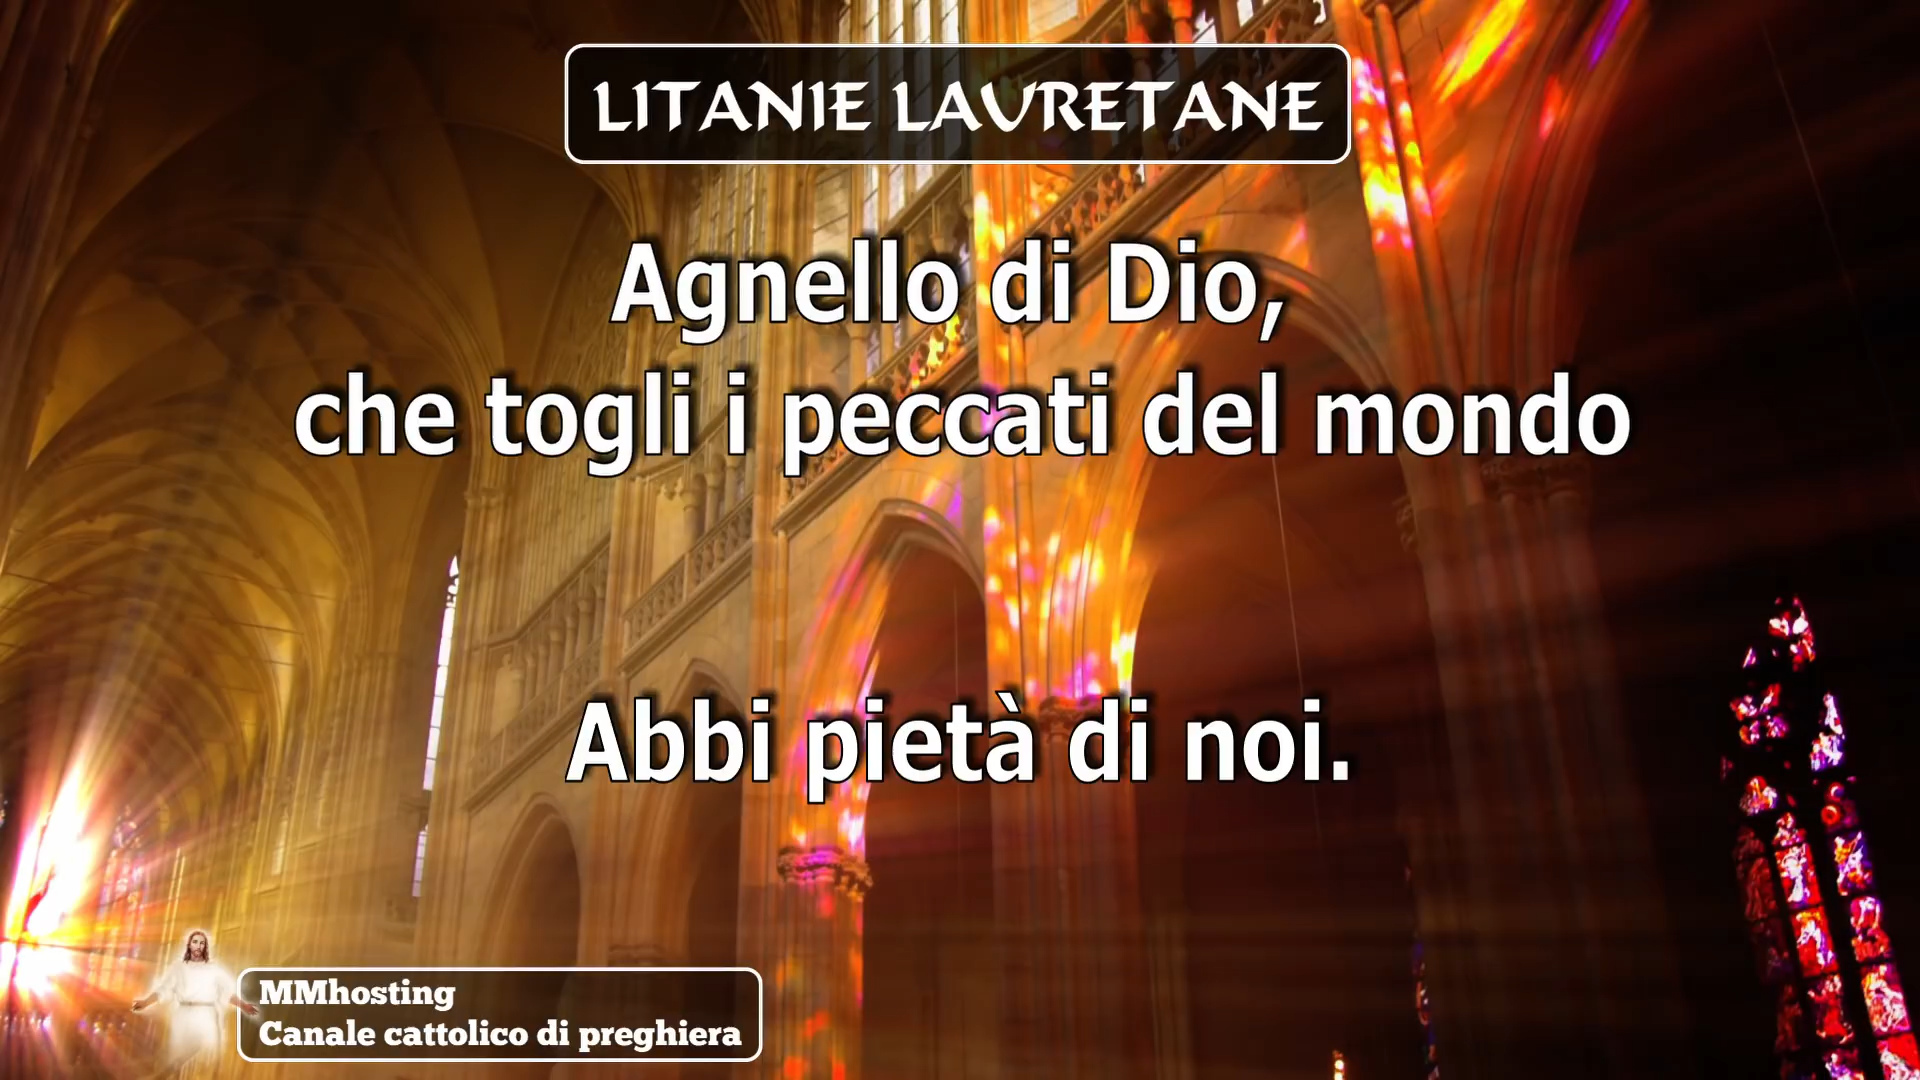 LITANIE LAURETANE
Agnello di Dio,
che togli i peccati del mondo
Abbi pietà di noi.
MMhosting
Canale cattolico di preghiera